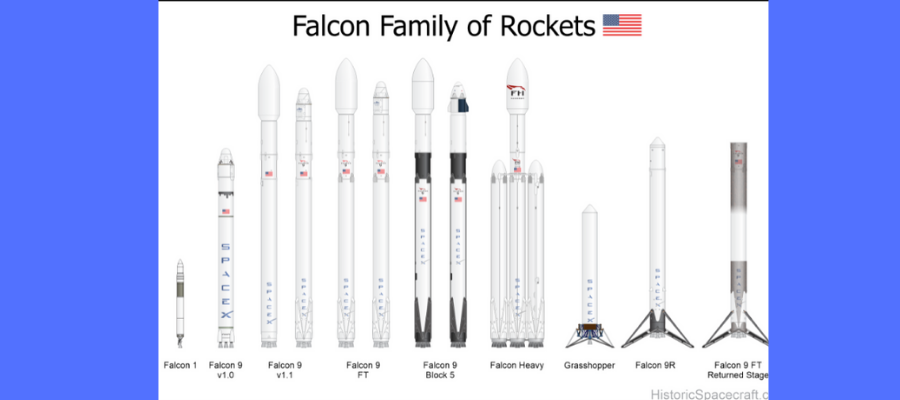 Falcon Family of Rockets
FH
SPACEX
SPACEX
SPACEX
SPACEX
SPACEX
SPACEX
SPACEX
SPACEX
SPACEX
Falcon 1
Falcon 9
v1.0
Falcon 9
v1.1
Falcon 9
FT
Falcon 9
Block 5
Falcon Heavy
Grasshopper
Falcon 9R
Falcon 9 FT
Returned Stage
HistoricSpacecraft.c